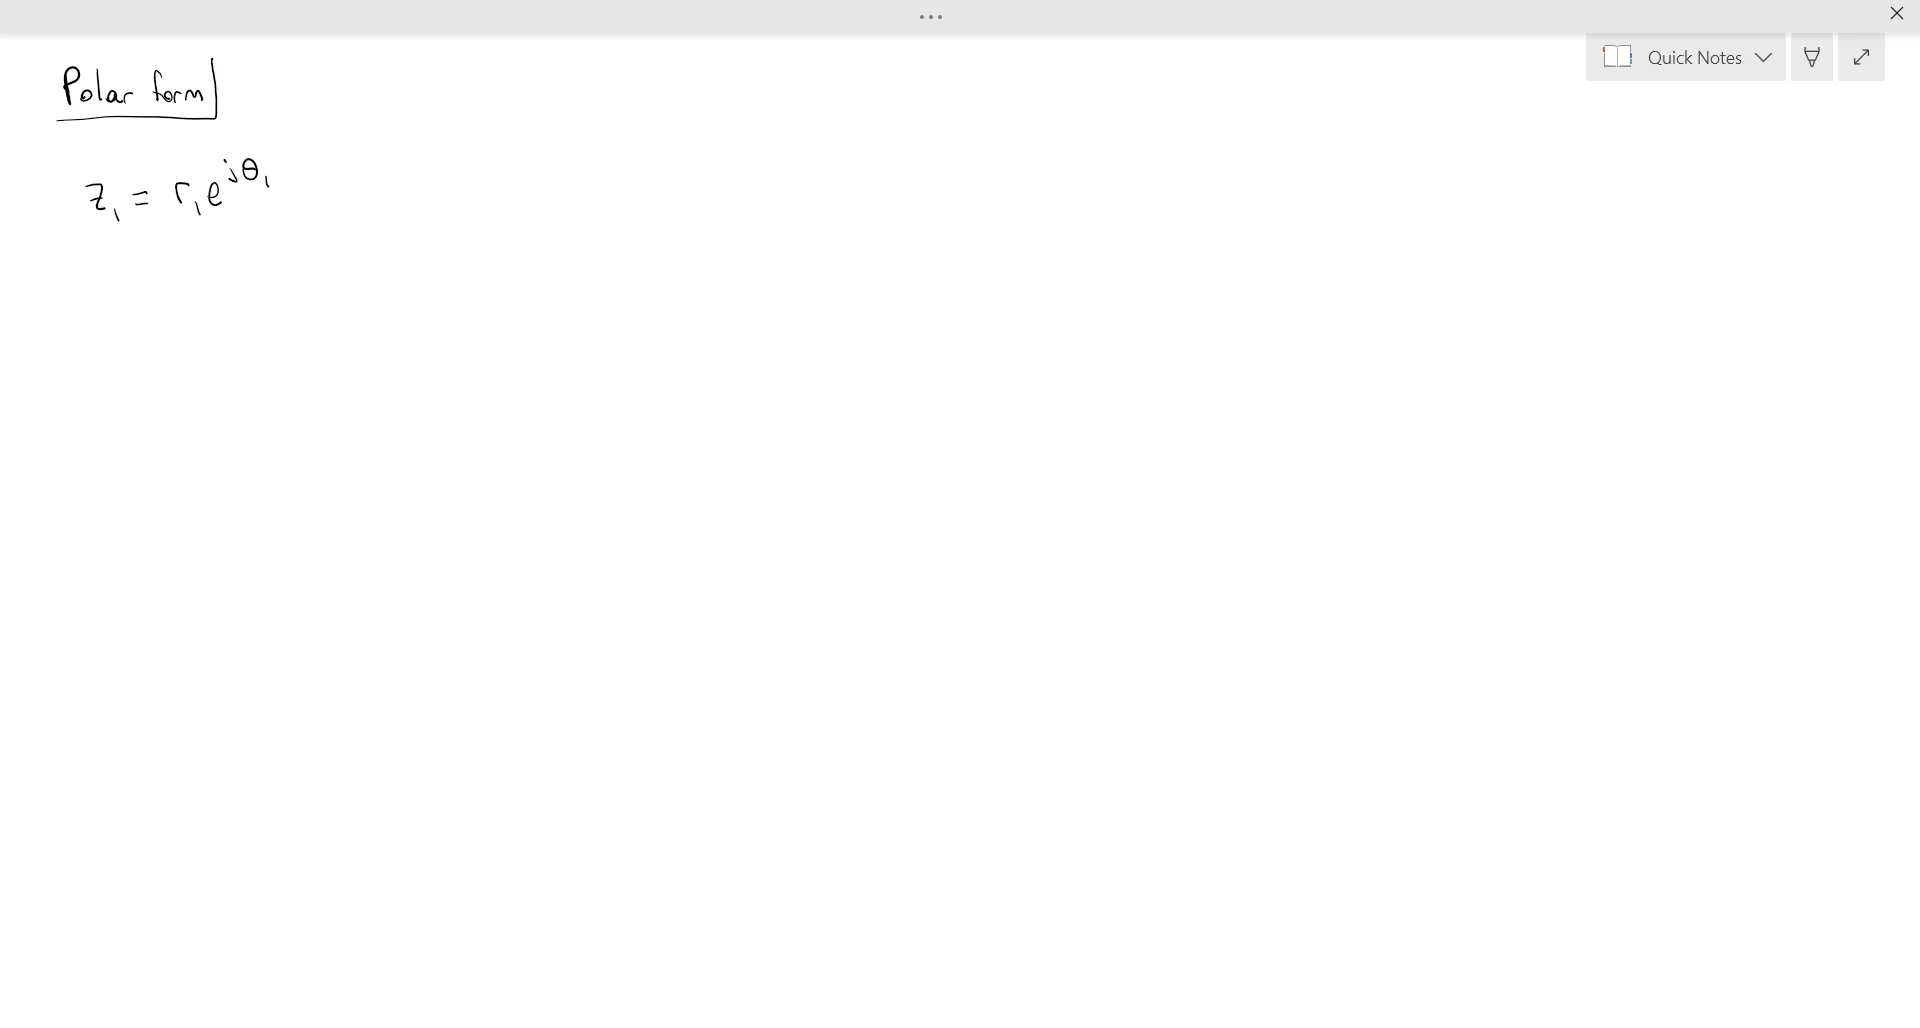 Quick Notes
Polar form
z₁ = r₁e^{jθ₁}